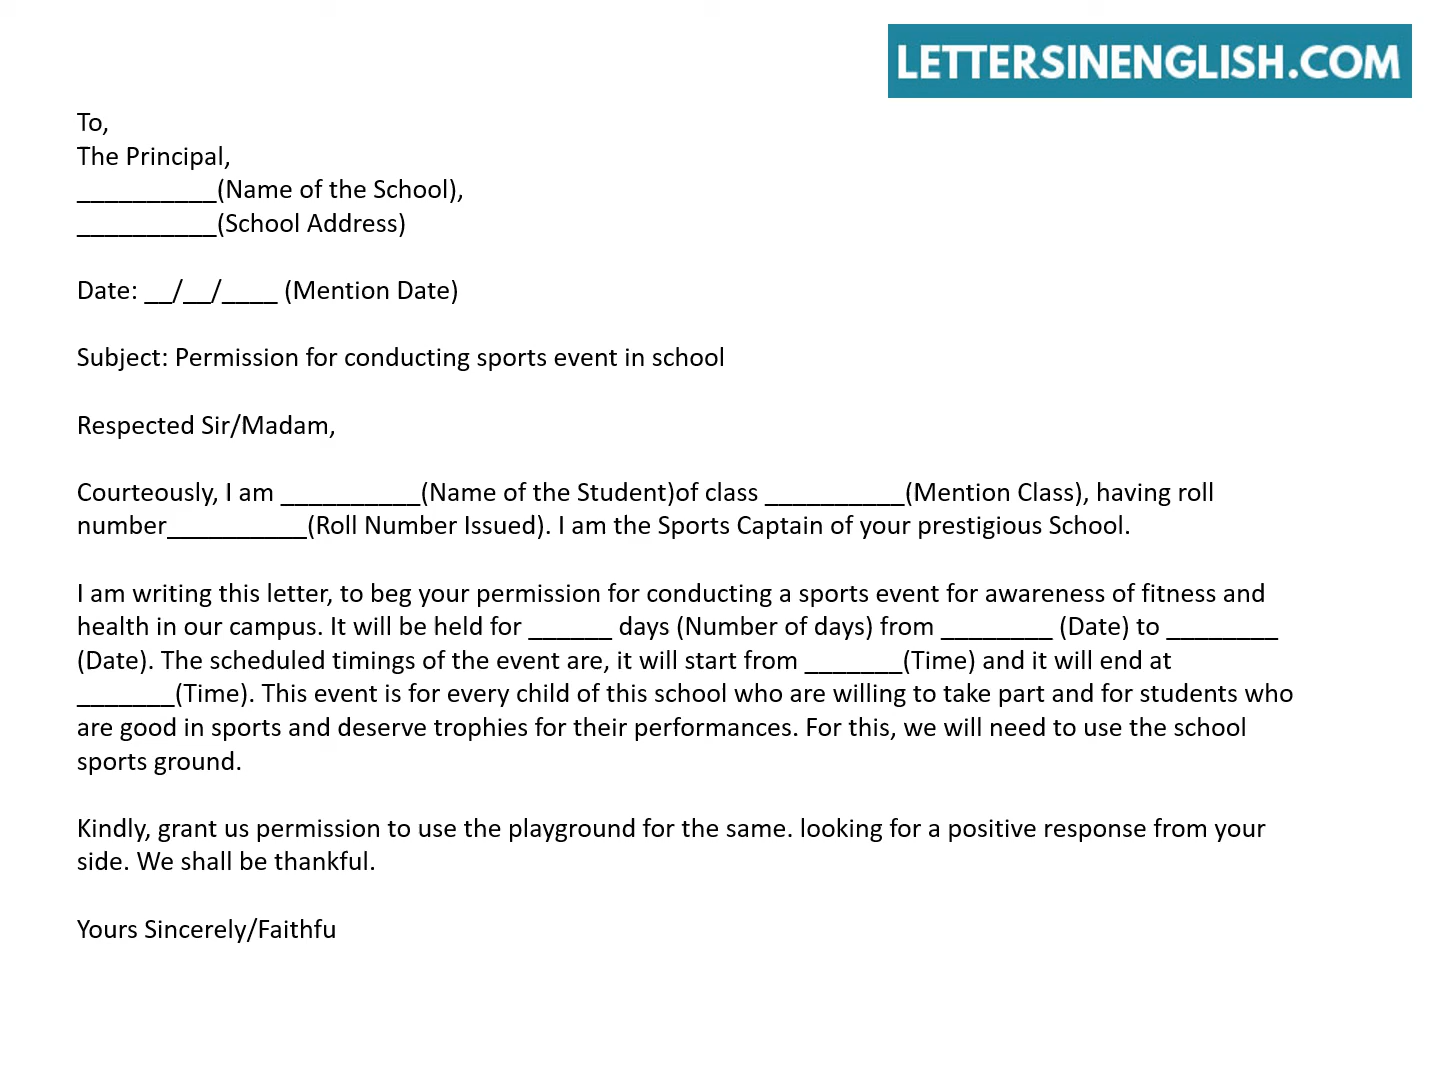 LETTERSINENGLISH.COM
To,
The Principal,
__________(Name of the School),
__________(School Address)
Date: __/__/____ (Mention Date)
Subject: Permission for conducting sports event in school
Respected Sir/Madam,
Courteously, I am __________(Name of the Student)of class __________(Mention Class), having roll
number__________(Roll Number Issued). I am the Sports Captain of your prestigious School.
I am writing this letter, to beg your permission for conducting a sports event for awareness of fitness and
health in our campus. It will be held for ______ days (Number of days) from ________ (Date) to ________
(Date). The scheduled timings of the event are, it will start from _______(Time) and it will end at
_______(Time). This event is for every child of this school who are willing to take part and for students who
are good in sports and deserve trophies for their performances. For this, we will need to use the school
sports ground.
Kindly, grant us permission to use the playground for the same. looking for a positive response from your
side. We shall be thankful.
Yours Sincerely/Faithfu